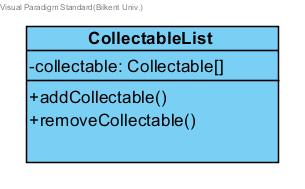 Visual Paradigm Standard(Bilkent Univ.)
CollectableList
-collectable: Collectable[]
+addCollectable()
+removeCollectable()